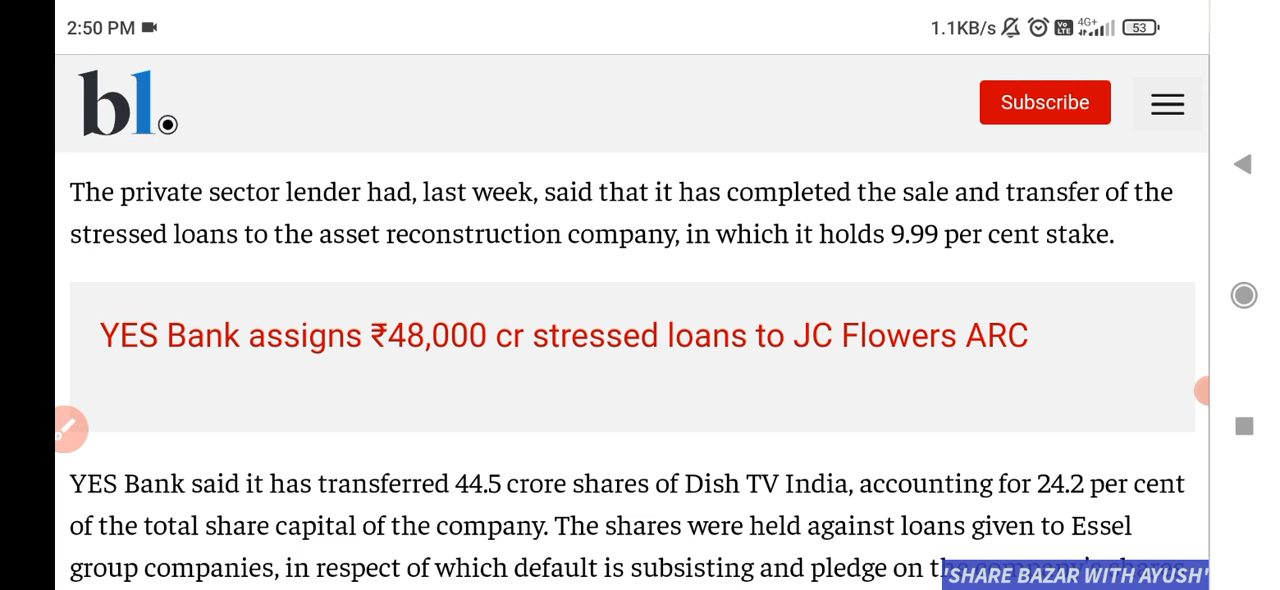 2:50 PM
1.1KB/s
Vo LTE
4G+
53
bl.
Subscribe
The private sector lender had, last week, said that it has completed the sale and transfer of the
stressed loans to the asset reconstruction company, in which it holds 9.99 per cent stake.
YES Bank assigns ₹48,000 cr stressed loans to JC Flowers ARC
YES Bank said it has transferred 44.5 crore shares of Dish TV India, accounting for 24.2 per cent
of the total share capital of the company. The shares were held against loans given to Essel
group companies, in respect of which default is subsisting and pledge on the company's shares
'SHARE BAZAR WITH AYUSH'